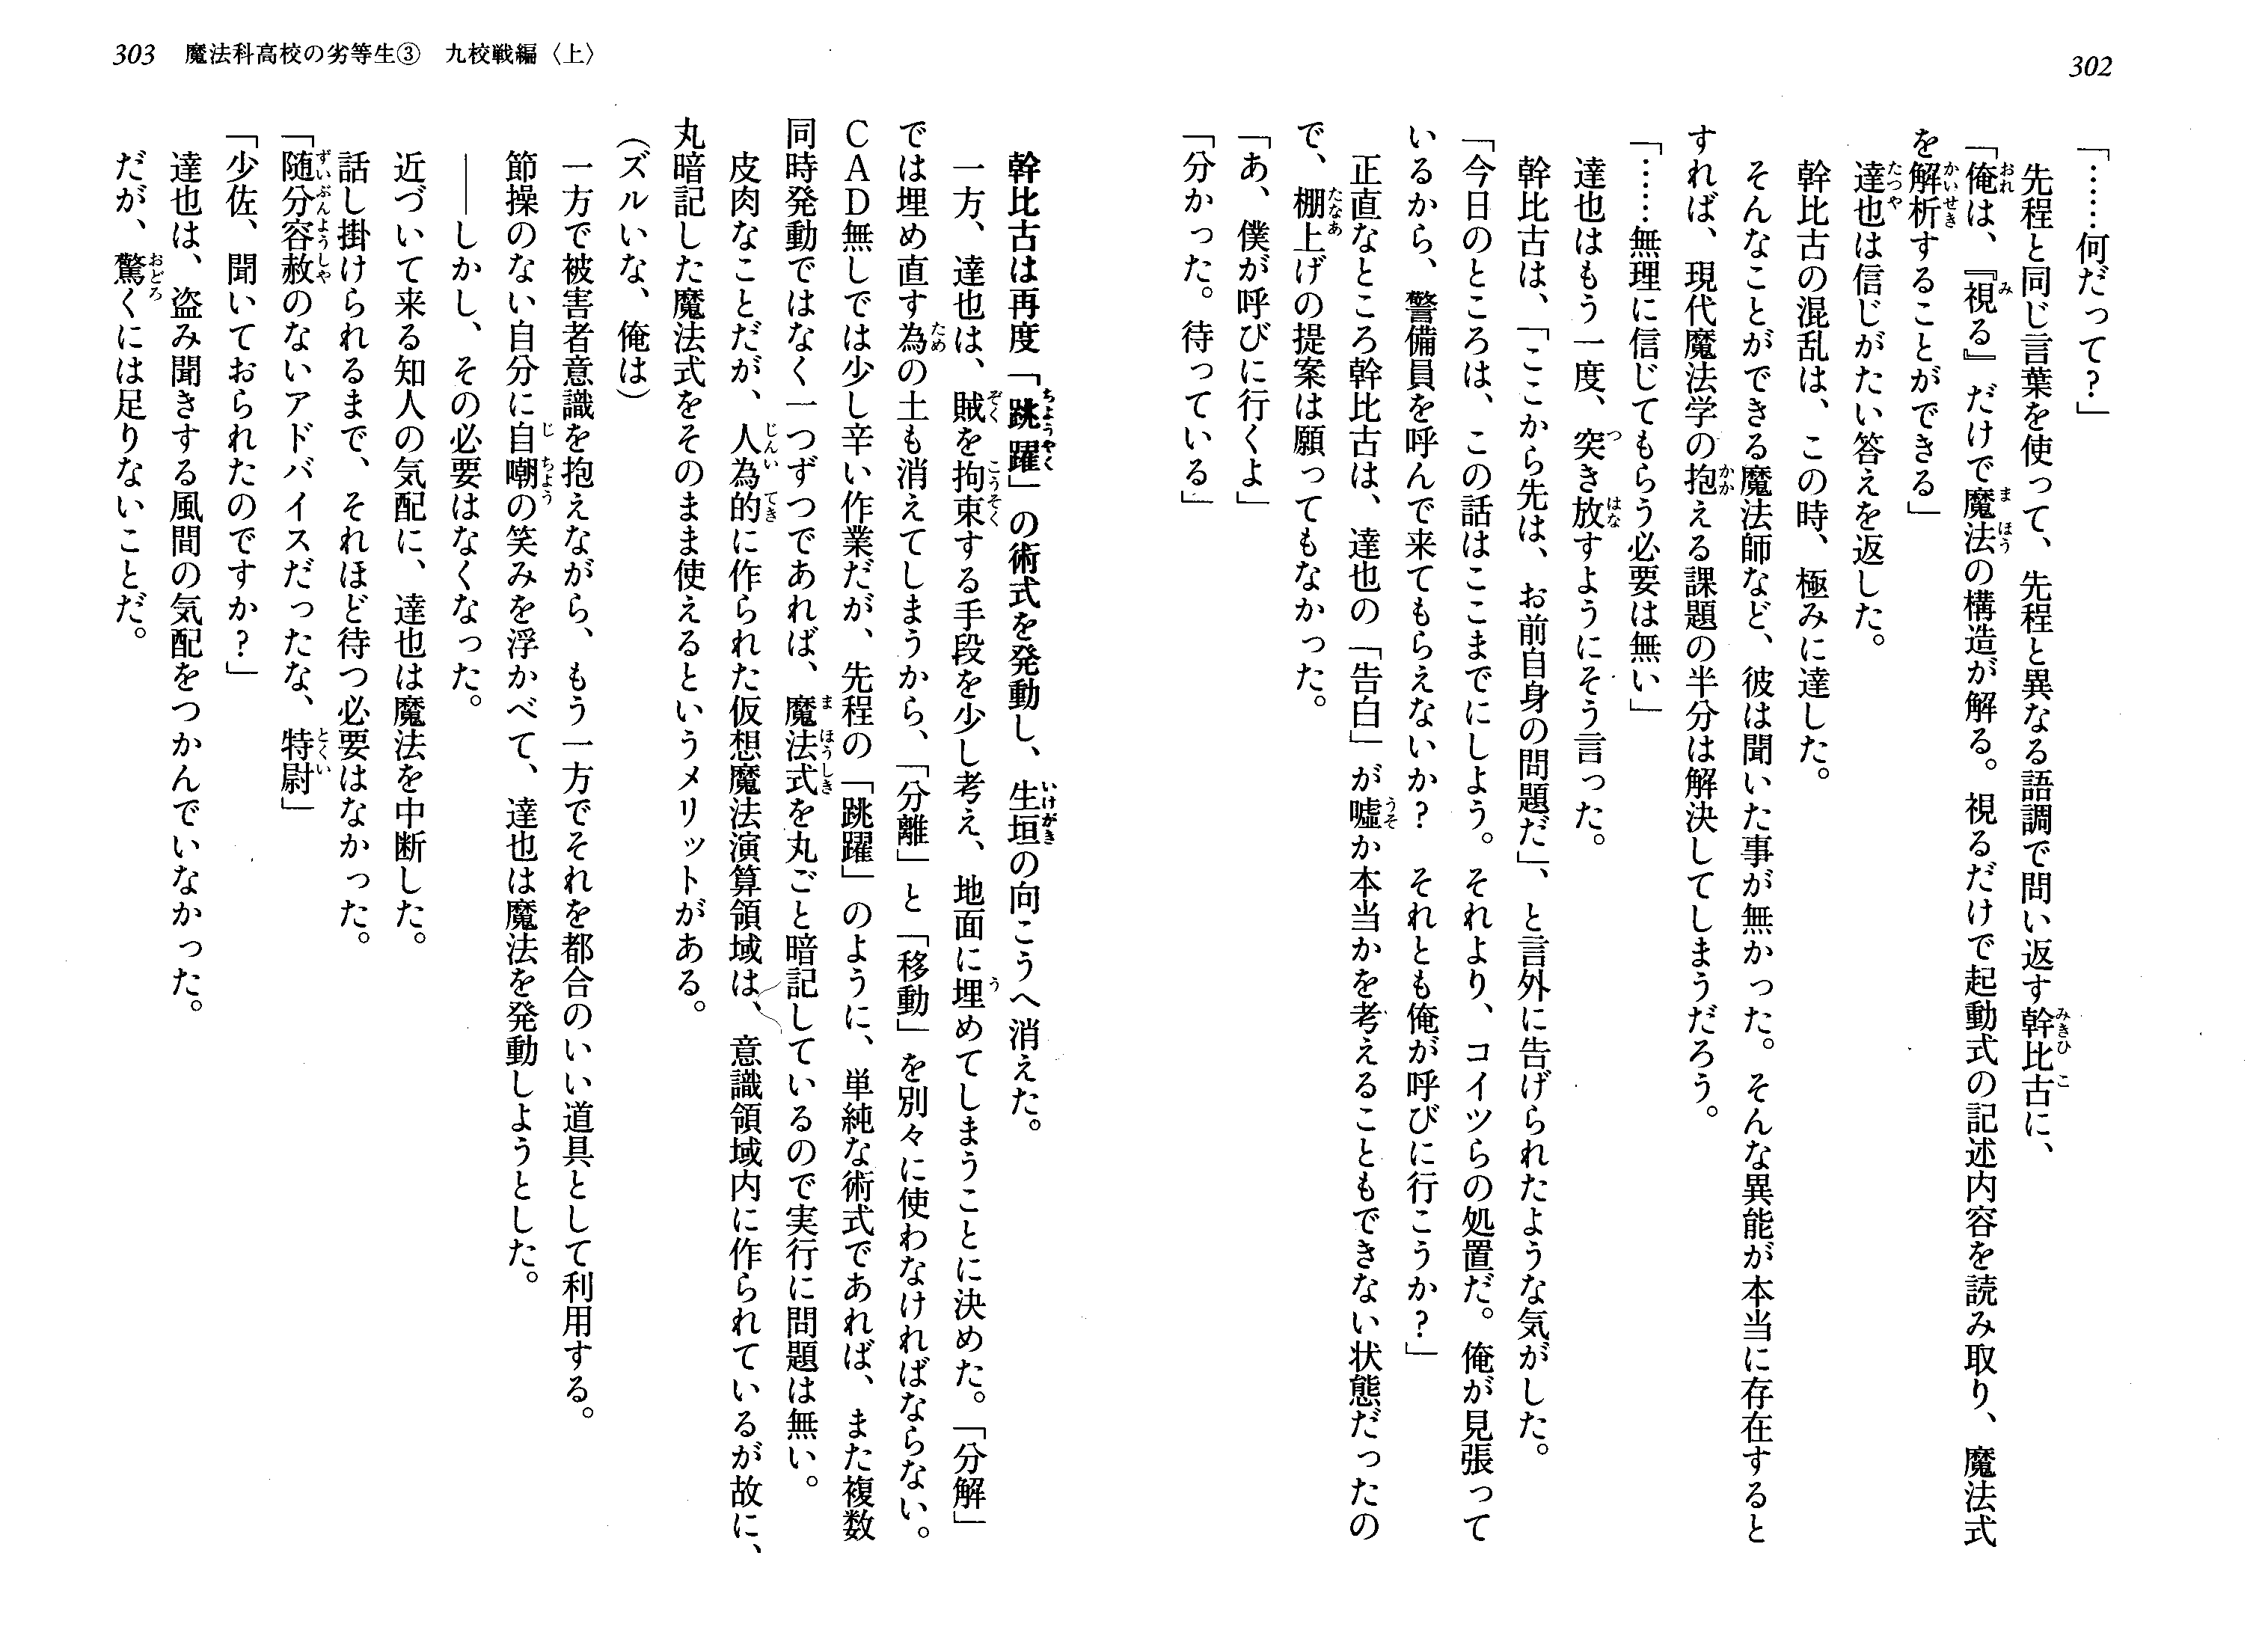 302
「……何だって？」
先程と同じ言葉を使って、先程と異なる語調で問い返す幹比古に、
「俺は、『視る』だけで魔法の構造が解る。視るだけで起動式の記述内容を読み取り、魔法式
を解析することができる」
達也は信じがたい答えを返した。
幹比古の混乱は、この時、極みに達した。
そんなことができる魔法師など、彼は聞いた事が無かった。そんな異能が本当に存在すると
すれば、現代魔法学の抱える課題の半分は解決してしまうだろう。
「……無理に信じてもらう必要は無い」
達也はもう一度、突き放すようにそう言った。
幹比古は、「ここから先は、お前自身の問題だ」、と言外に告げられたような気がした。
「今日のところは、この話はここまでにしよう。それより、コイツらの処置だ。俺が見張って
いるから、警備員を呼んで来てもらえないか？　それとも俺が呼びに行こうか？」
正直なところ幹比古は、達也の「告白」が嘘か本当かを考えることもできない状態だったの
で、棚上げの提案は願ってもなかった。
「あ、僕が呼びに行くよ」
「分かった。待っている」
303　魔法科高校の劣等生③　九校戦編〈上〉
幹比古は再度「跳躍」の術式を発動し、生垣の向こうへ消えた。
一方、達也は、賊を拘束する手段を少し考え、地面に埋めてしまうことに決めた。「分解」
では埋め直す為の土も消えてしまうから、「分離」と「移動」を別々に使わなければならない。
ＣＡＤ無しでは少し辛い作業だが、先程の「跳躍」のように、単純な術式であれば、また複数
同時発動ではなく一つずつであれば、魔法式を丸ごと暗記しているので実行に問題は無い。
皮肉なことだが、人為的に作られた仮想魔法演算領域は、意識領域内に作られているが故に、
丸暗記した魔法式をそのまま使えるというメリットがある。
（ズルいな、俺は）
一方で被害者意識を抱えながら、もう一方でそれを都合のいい道具として利用する。
節操のない自分に自嘲の笑みを浮かべて、達也は魔法を発動しようとした。
――しかし、その必要はなくなった。
近づいて来る知人の気配に、達也は魔法を中断した。
話し掛けられるまで、それほど待つ必要はなかった。
「随分容赦のないアドバイスだったな、特尉」
「少佐、聞いておられたのですか？」
達也は、盗み聞きする風間の気配をつかんでいなかった。
だが、驚くには足りないことだ。